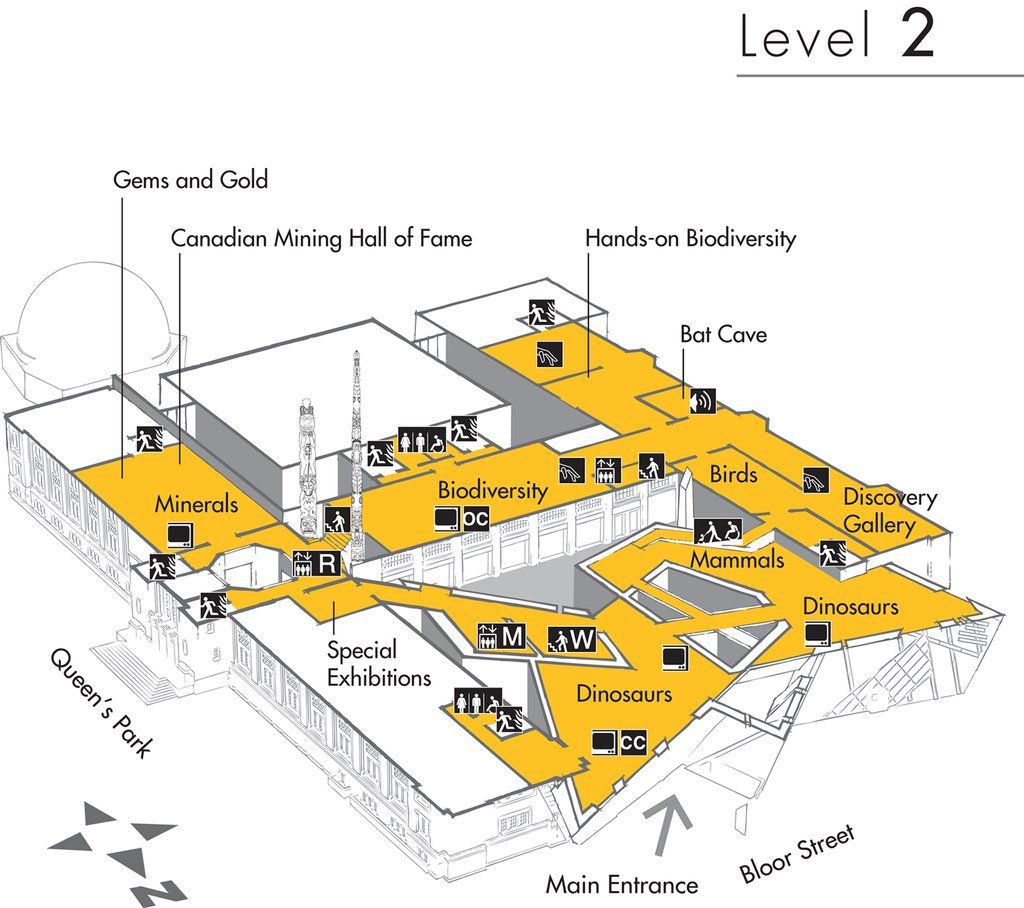 Level 2
Gems and Gold
Canadian Mining Hall of Fame
Hands-on Biodiversity
Bat Cave
Minerals
Biodiversity
OC
Birds
Discovery
Gallery
R
Mammals
Dinosaurs
Special
Exhibitions
M
W
Dinosaurs
CC
Queen's Park
Main Entrance
Bloor Street
N